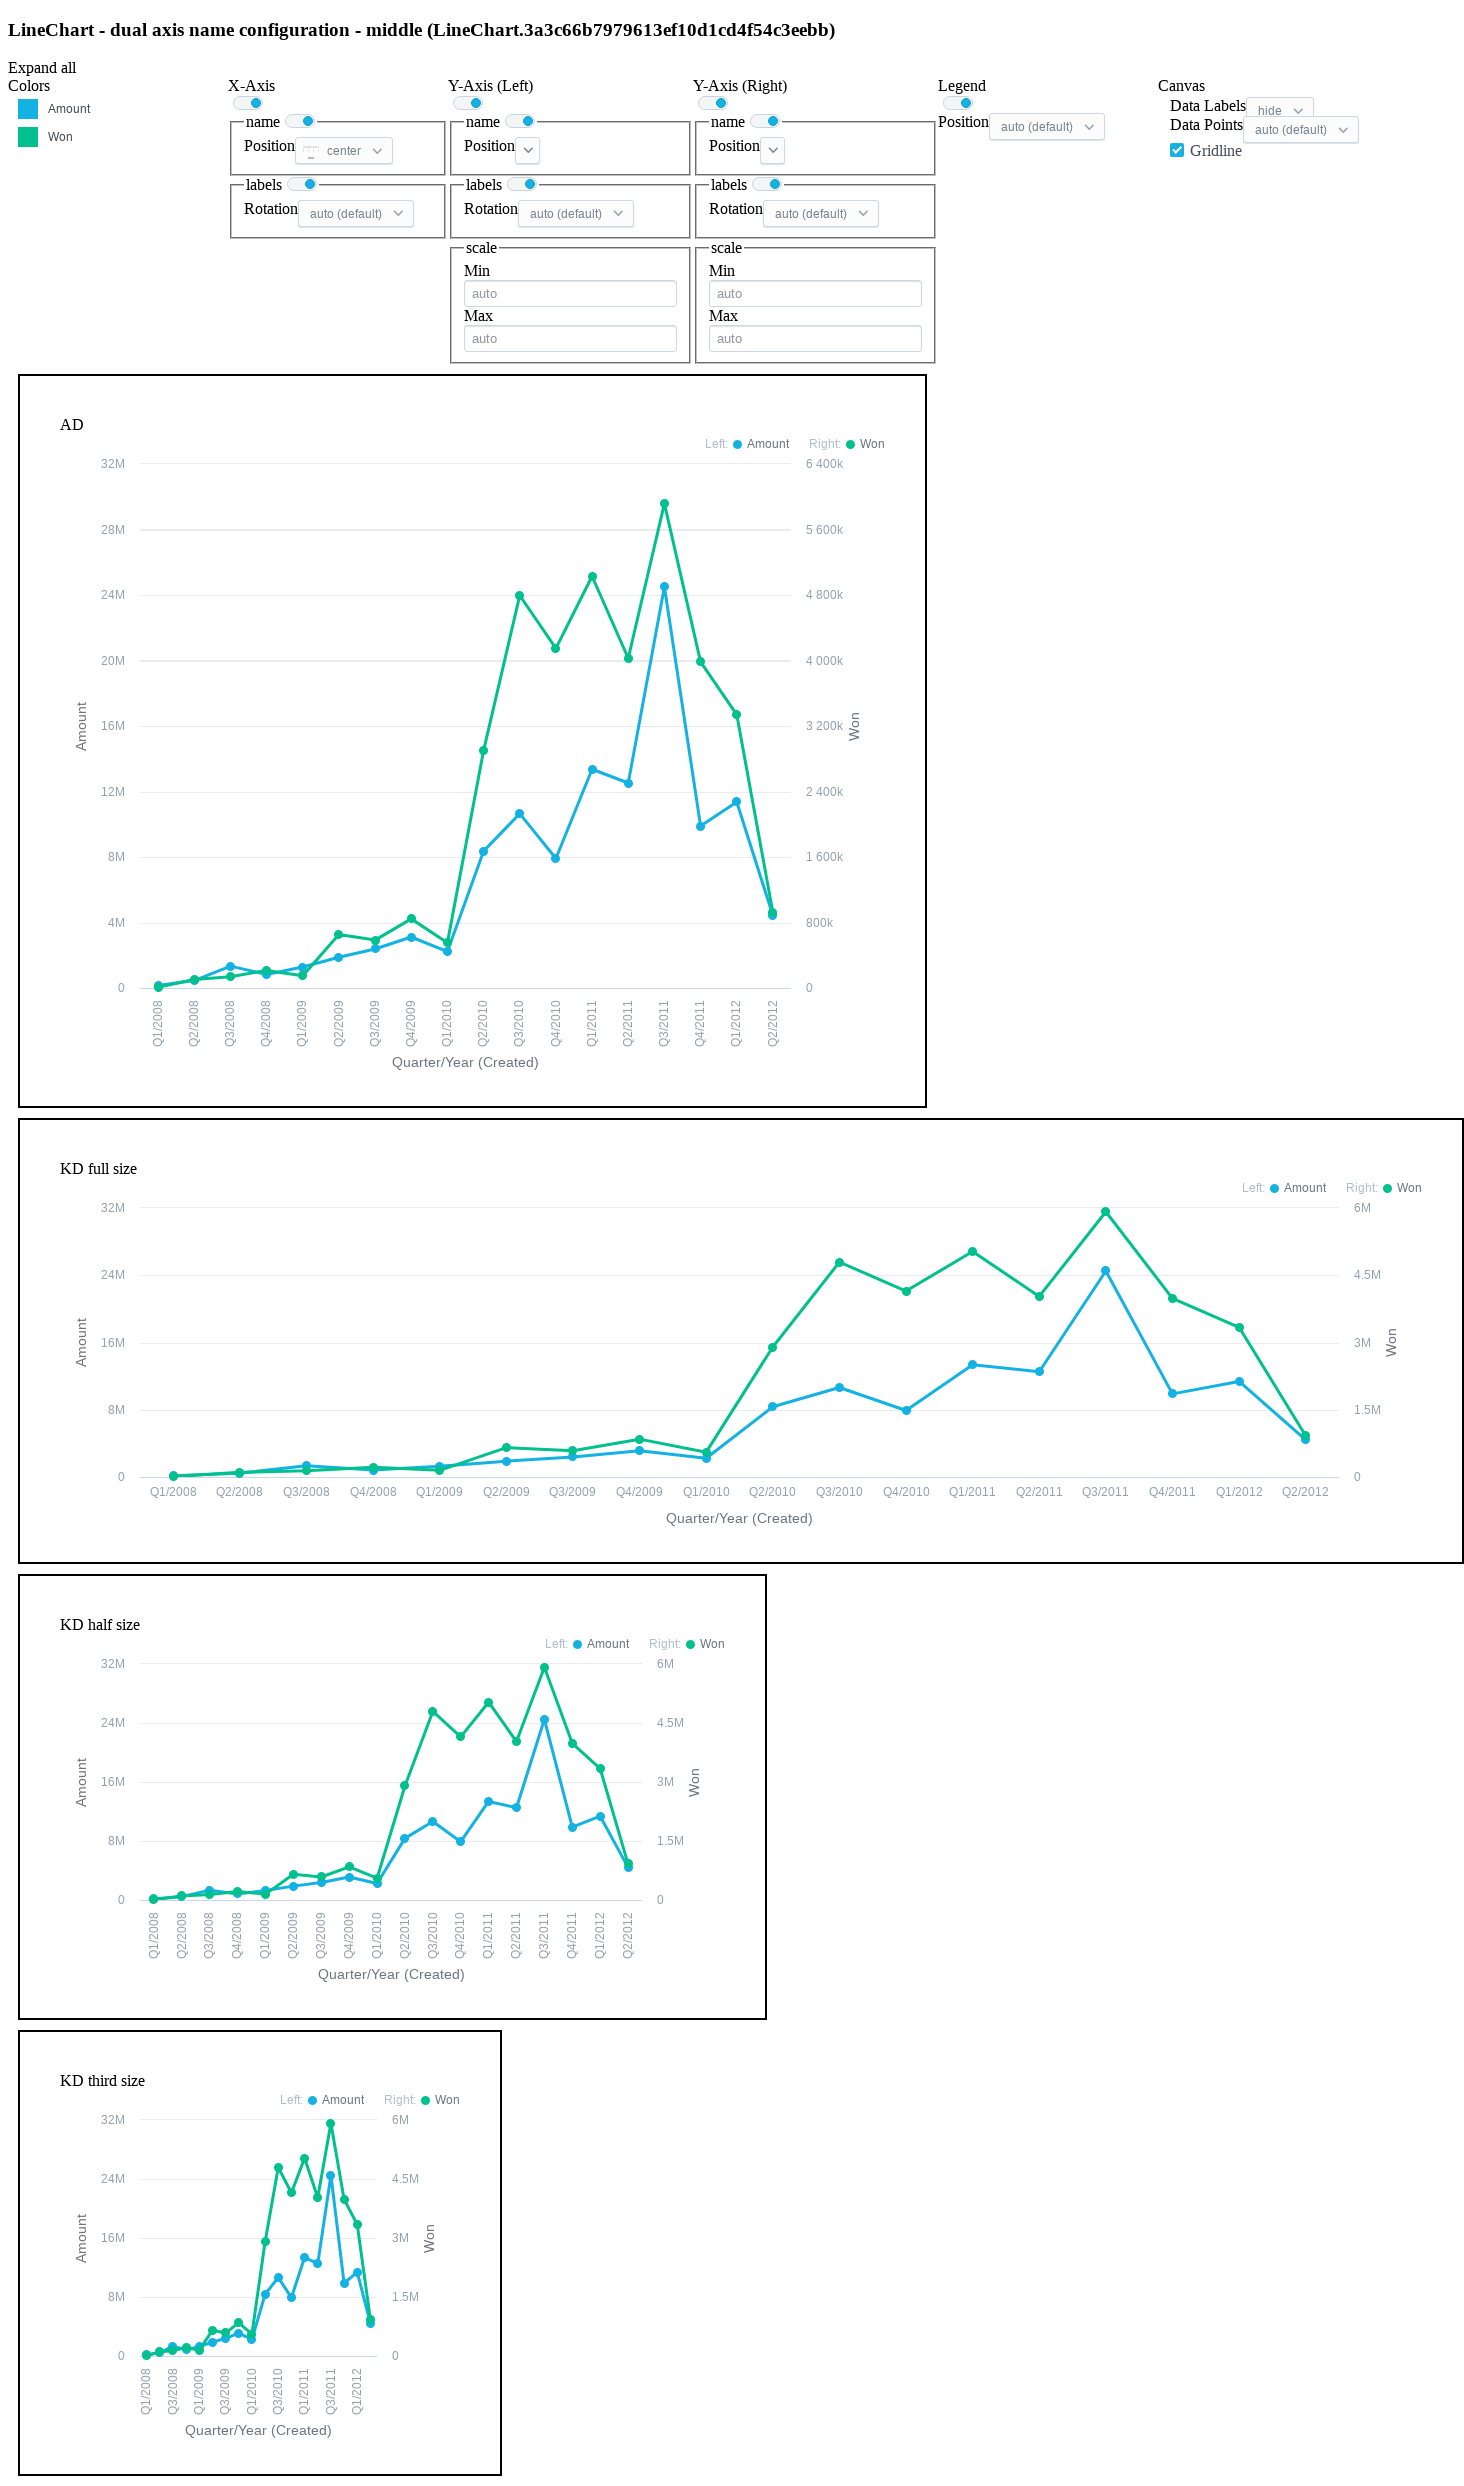 LineChart - dual axis name configuration - middle (LineChart.3a3c66b7979613ef10d1cd4f54c3eebb)
Expand all
Colors
Amount
Won
X-Axis
name
Position center
labels
Rotation auto (default)
Y-Axis (Left)
name
Position
labels
Rotation auto (default)
scale
Min
auto
Max
auto
Y-Axis (Right)
name
Position
labels
Rotation auto (default)
scale
Min
auto
Max
auto
Legend
Position auto (default)
Canvas
Data Labels hide
Data Points auto (default)
Gridline
AD
Left: Amount Right: Won
32M 6 400k
28M 5 600k
24M 4 800k
20M 4 000k
16M 3 200k
12M 2 400k
8M 1 600k
4M 800k
0 0
Amount
Won
Q1/2008 Q2/2008 Q3/2008 Q4/2008 Q1/2009 Q2/2009 Q3/2009 Q4/2009 Q1/2010 Q2/2010 Q3/2010 Q4/2010 Q1/2011 Q2/2011 Q3/2011 Q4/2011 Q1/2012 Q2/2012
Quarter/Year (Created)
KD full size
Left: Amount Right: Won
32M 6M
24M 4.5M
16M 3M
8M 1.5M
0 0
Amount
Won
Q1/2008 Q2/2008 Q3/2008 Q4/2008 Q1/2009 Q2/2009 Q3/2009 Q4/2009 Q1/2010 Q2/2010 Q3/2010 Q4/2010 Q1/2011 Q2/2011 Q3/2011 Q4/2011 Q1/2012 Q2/2012
Quarter/Year (Created)
KD half size
Left: Amount Right: Won
32M 6M
24M 4.5M
16M 3M
8M 1.5M
0 0
Amount
Won
Q1/2008 Q2/2008 Q3/2008 Q4/2008 Q1/2009 Q2/2009 Q3/2009 Q4/2009 Q1/2010 Q2/2010 Q3/2010 Q4/2010 Q1/2011 Q2/2011 Q3/2011 Q4/2011 Q1/2012 Q2/2012
Quarter/Year (Created)
KD third size
Left: Amount Right: Won
32M 6M
24M 4.5M
16M 3M
8M 1.5M
0 0
Amount
Won
Q1/2008 Q3/2008 Q1/2009 Q3/2009 Q1/2010 Q3/2010 Q1/2011 Q3/2011 Q1/2012
Quarter/Year (Created)